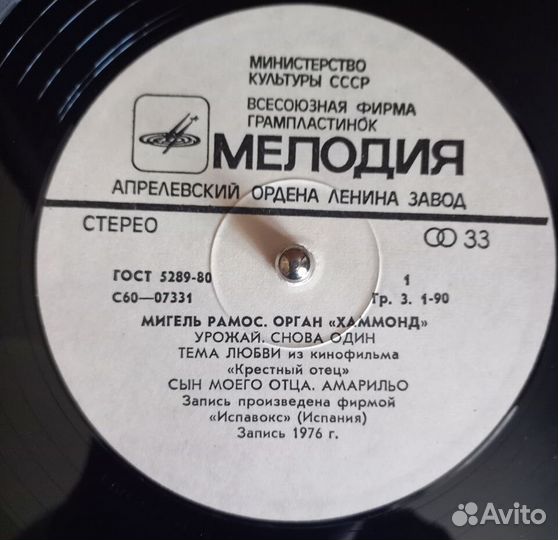 МИНИСТЕРСТВО
КУЛЬТУРЫ СССР
ВСЕСОЮЗНАЯ ФИРМА
ГРАМПЛАСТИНОК
МЕЛОДИЯ
АПРЕЛЕВСКИЙ ОРДЕНА ЛЕНИНА ЗАВОД
СТЕРЕО 33
ГОСТ 5289-80 1
С60—07331 Гр. 3. 1-90
МИГЕЛЬ РАМОС. ОРГАН «ХАММОНД»
УРОЖАЙ. СНОВА ОДИН
ТЕМА ЛЮБВИ из кинофильма
«Крестный отец»
СЫН МОЕГО ОТЦА. АМАРИЛЬО
Запись произведена фирмой
«Испавокс» (Испания)
Запись 1976 г.
Avito